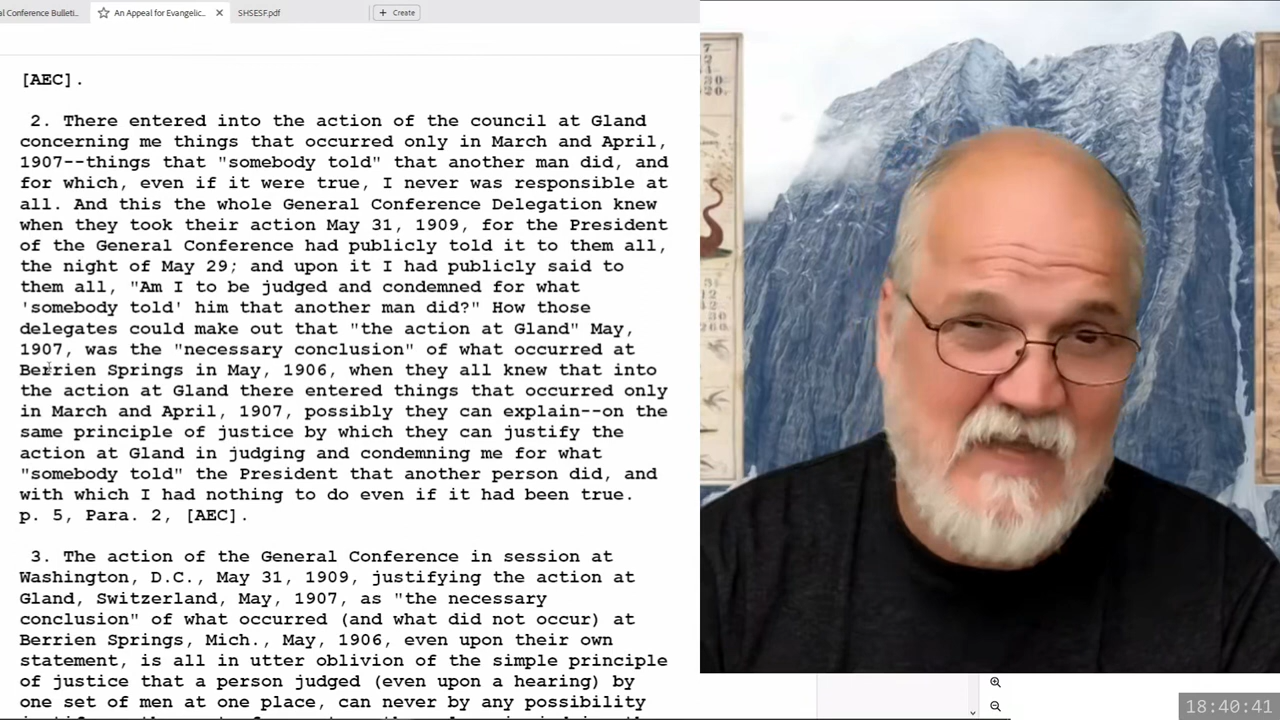 al Conference Bulleti..
An Appeal for Evangelic..
SHSESF.pdf
Create
[AEC].
2. There entered into the action of the council at Gland
concerning me things that occurred only in March and April,
1907--things that "somebody told" that another man did, and
for which, even if it were true, I never was responsible at
all. And this the whole General Conference Delegation knew
when they took their action May 31, 1909, for the President
of the General Conference had publicly told it to them all,
the night of May 29; and upon it I had publicly said to
them all, "Am I to be judged and condemned for what
'somebody told' him that another man did?" How those
delegates could make out that "the action at Gland" May,
1907, was the "necessary conclusion" of what occurred at
Berrien Springs in May, 1906, when they all knew that into
the action at Gland there entered things that occurred only
in March and April, 1907, possibly they can explain--on the
same principle of justice by which they can justify the
action at Gland in judging and condemning me for what
"somebody told" the President that another person did, and
with which I had nothing to do even if it had been true.
p. 5, Para. 2, [AEC].
3. The action of the General Conference in session at
Washington, D.C., May 31, 1909, justifying the action at
Gland, Switzerland, May, 1907, as "the necessary
conclusion" of what occurred (and what did not occur) at
Berrien Springs, Mich., May, 1906, even upon their own
statement, is all in utter oblivion of the simple principle
of justice that a person judged (even upon a hearing) by
one set of men at one place, can never by any possibility
18:40:41